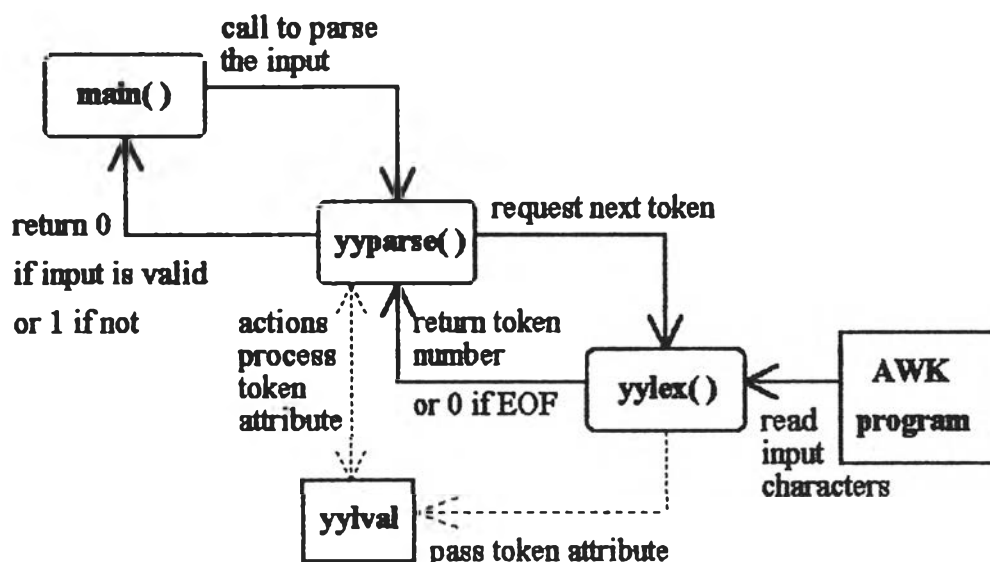 call to parse
the input
main( )
return 0
if input is valid
or 1 if not
yyparse( )
request next token
actions
process
token
attribute
return token
number
or 0 if EOF
yylex( )
AWK
program
read
input
characters
yylval
pass token attribute